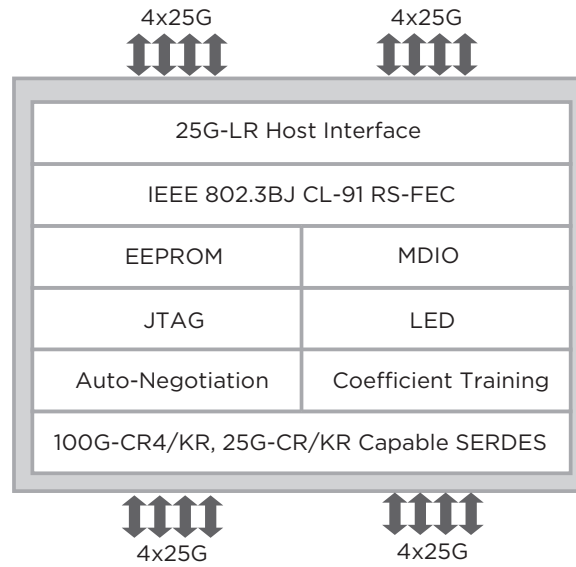 4x25G 4x25G
25G-LR Host Interface
IEEE 802.3BJ CL-91 RS-FEC
EEPROM MDIO
JTAG LED
Auto-Negotiation Coefficient Training
100G-CR4/KR, 25G-CR/KR Capable SERDES
4x25G 4x25G